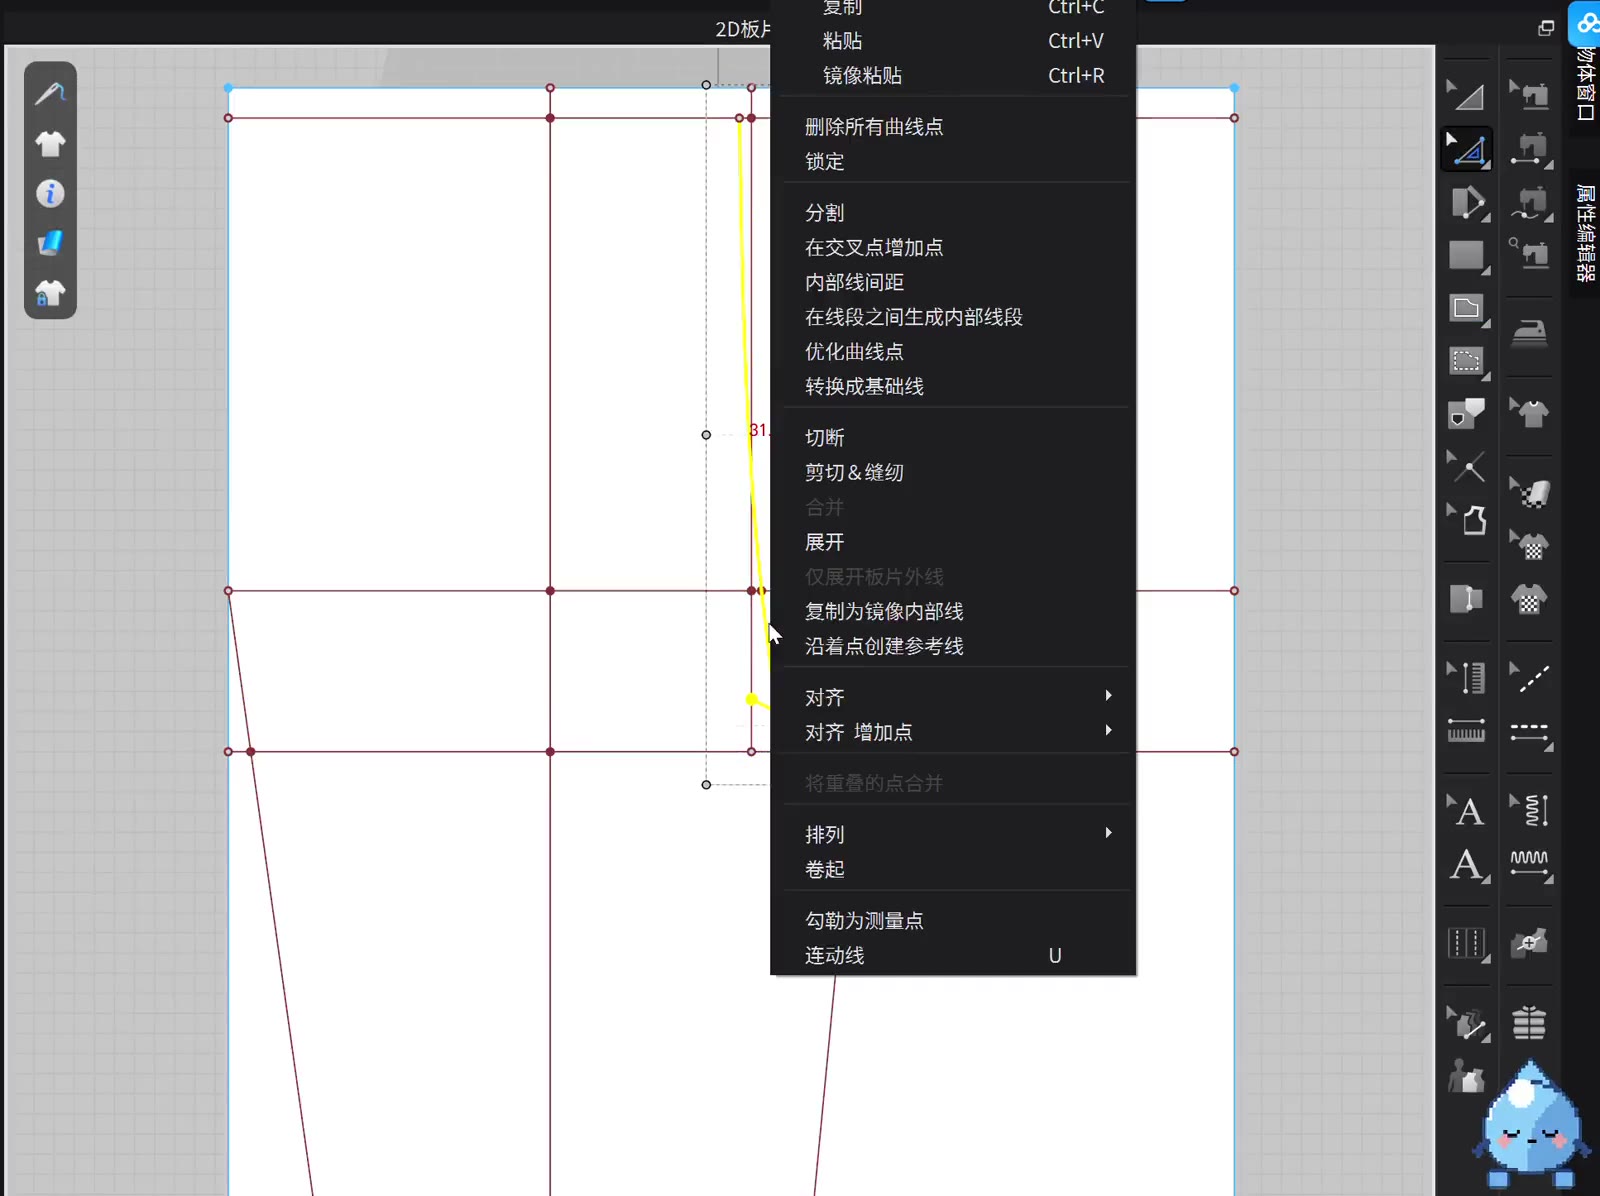 2D板片
复制 Ctrl+C
粘贴 Ctrl+V
镜像粘贴 Ctrl+R
删除所有曲线点
锁定
分割
在交叉点增加点
内部线间距
在线段之间生成内部线段
优化曲线点
转换成基础线
切断
剪切＆缝纫
合并
展开
仅展开板片外线
复制为镜像内部线
沿着点创建参考线
对齐
对齐 增加点
将重叠的点合并
排列
卷起
勾勒为测量点
连动线 U
31.
物体窗口
属性编辑器
A
A